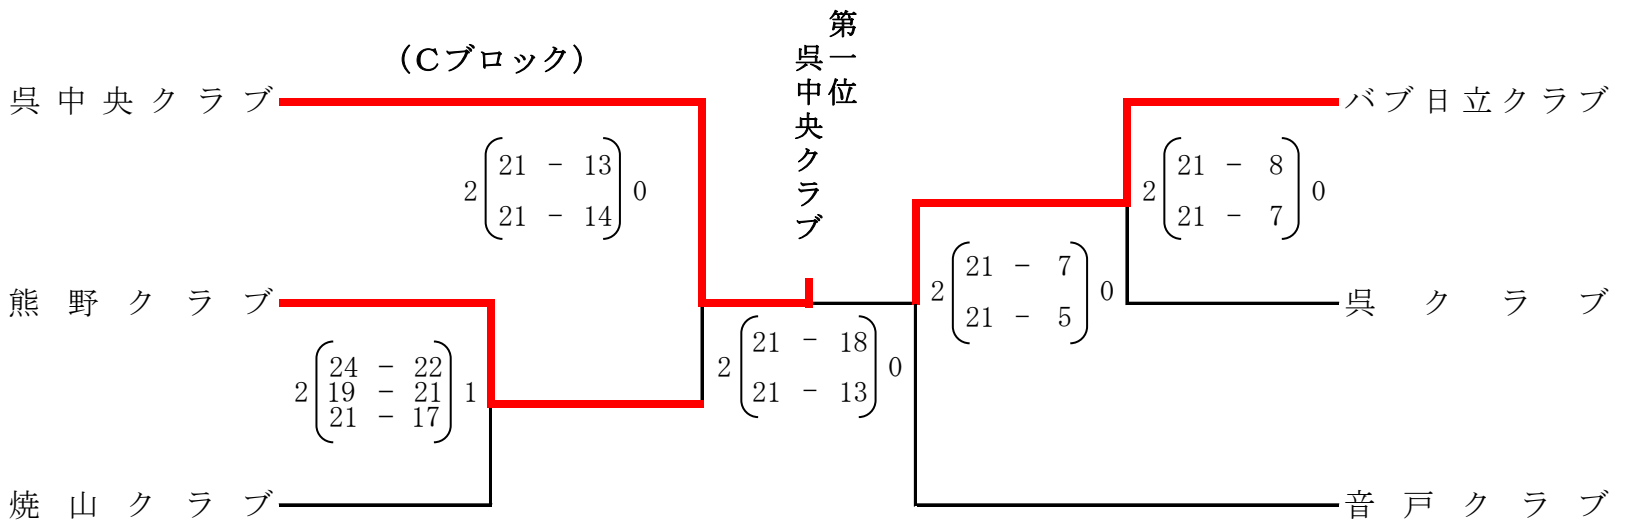 (Cブロック)
第一位
呉中央クラブ
呉中央クラブ
2 21 - 13 0
21 - 14
熊野クラブ
24 - 22
2 19 - 21 1
21 - 17
焼山クラブ
21 - 18
2 0
21 - 13
バブ日立クラブ
21 - 8
2 0
21 - 7
呉クラブ
21 - 7
2 0
21 - 5
音戸クラブ